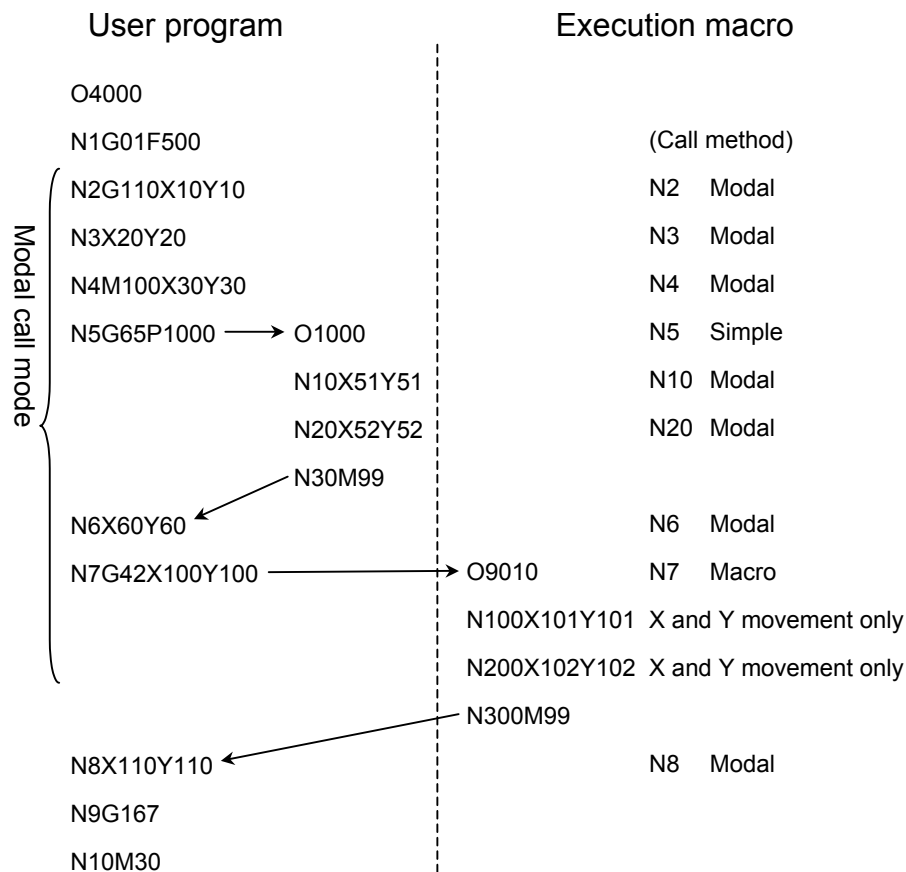 User program Execution macro
O4000
N1G01F500 (Call method)
N2G110X10Y10 N2 Modal
N3X20Y20 N3 Modal
N4M100X30Y30 N4 Modal
N5G65P1000 O1000 N5 Simple
N10X51Y51 N10 Modal
N20X52Y52 N20 Modal
N30M99
N6X60Y60 N6 Modal
N7G42X100Y100 O9010 N7 Macro
N100X101Y101 X and Y movement only
N200X102Y102 X and Y movement only
N300M99
N8X110Y110 N8 Modal
N9G167
N10M30
Modal call mode